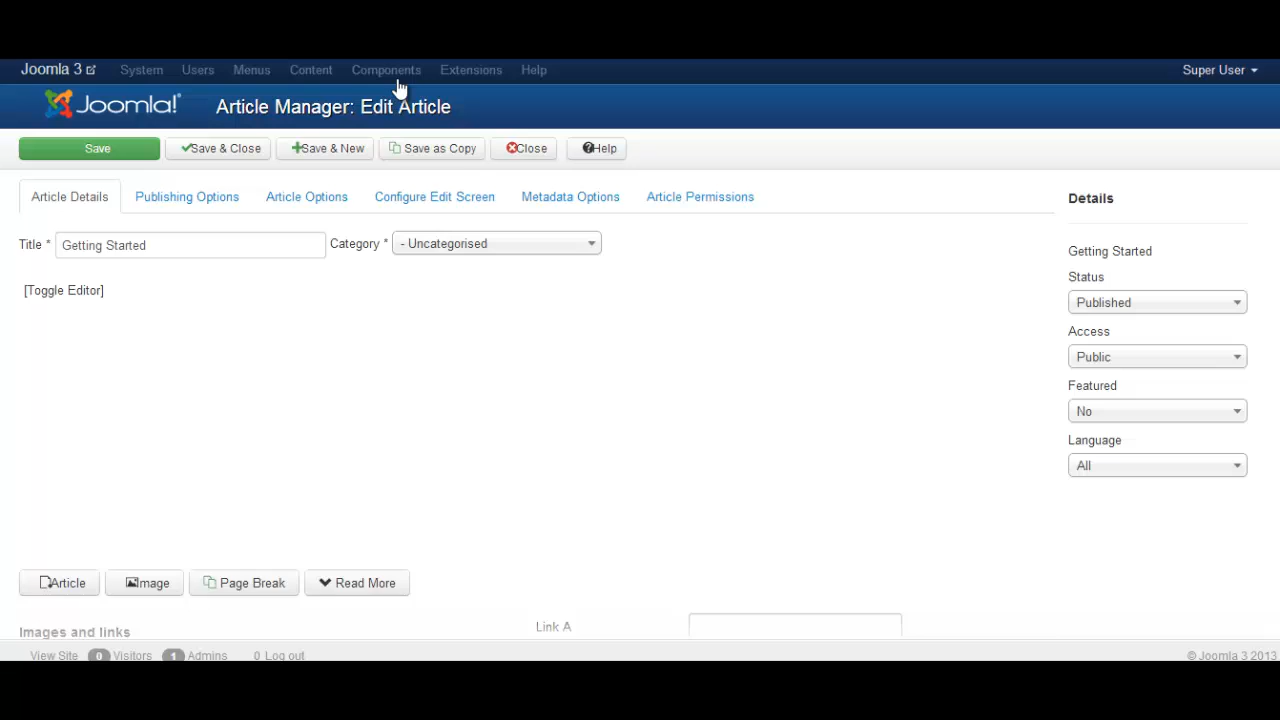 Joomla 3 System Users Menus Content Components Extensions Help Super User
Joomla!® Article Manager: Edit Article
Save Save & Close Save & New Save as Copy Close Help
Article Details Publishing Options Article Options Configure Edit Screen Metadata Options Article Permissions
Details
Title * Getting Started Category * - Uncategorised
Getting Started
Status
[Toggle Editor]
Published
Access
Public
Featured
No
Language
All
Article Image Page Break Read More
Images and links Link A
View Site 0 Visitors 1 Admins 0 Log out © Joomla 3 2013